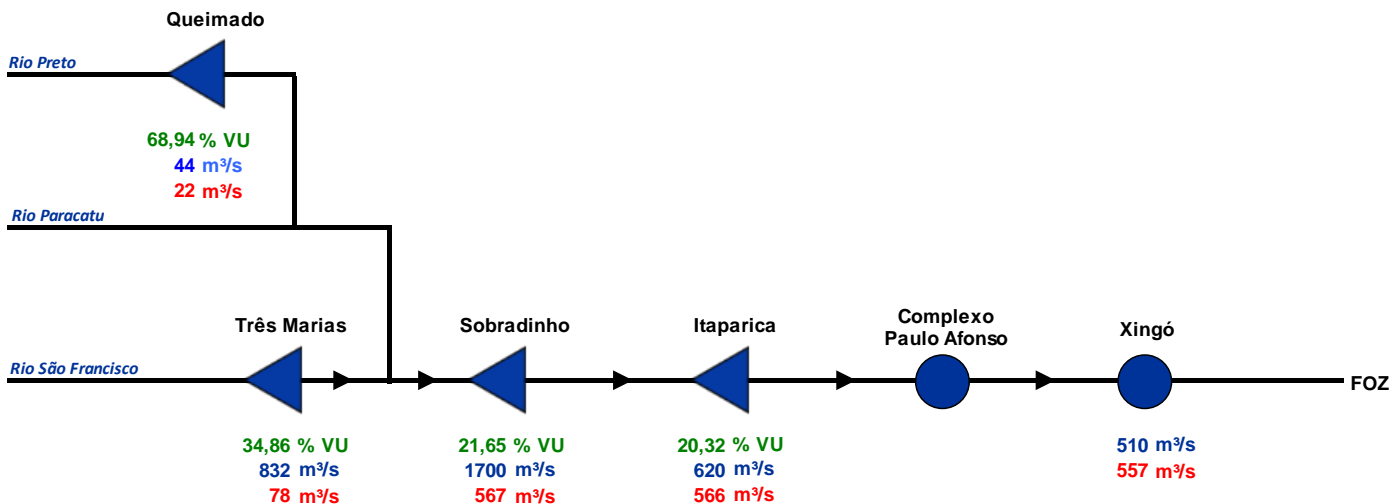 Queimado
Rio Preto
68,94 % VU
44 m³/s
22 m³/s
Rio Paracatu
Três Marias
Sobradinho
Itaparica
Complexo
Paulo Afonso
Xingó
Rio São Francisco
FOZ
34,86 % VU
832 m³/s
78 m³/s
21,65 % VU
1700 m³/s
567 m³/s
20,32 % VU
620 m³/s
566 m³/s
510 m³/s
557 m³/s